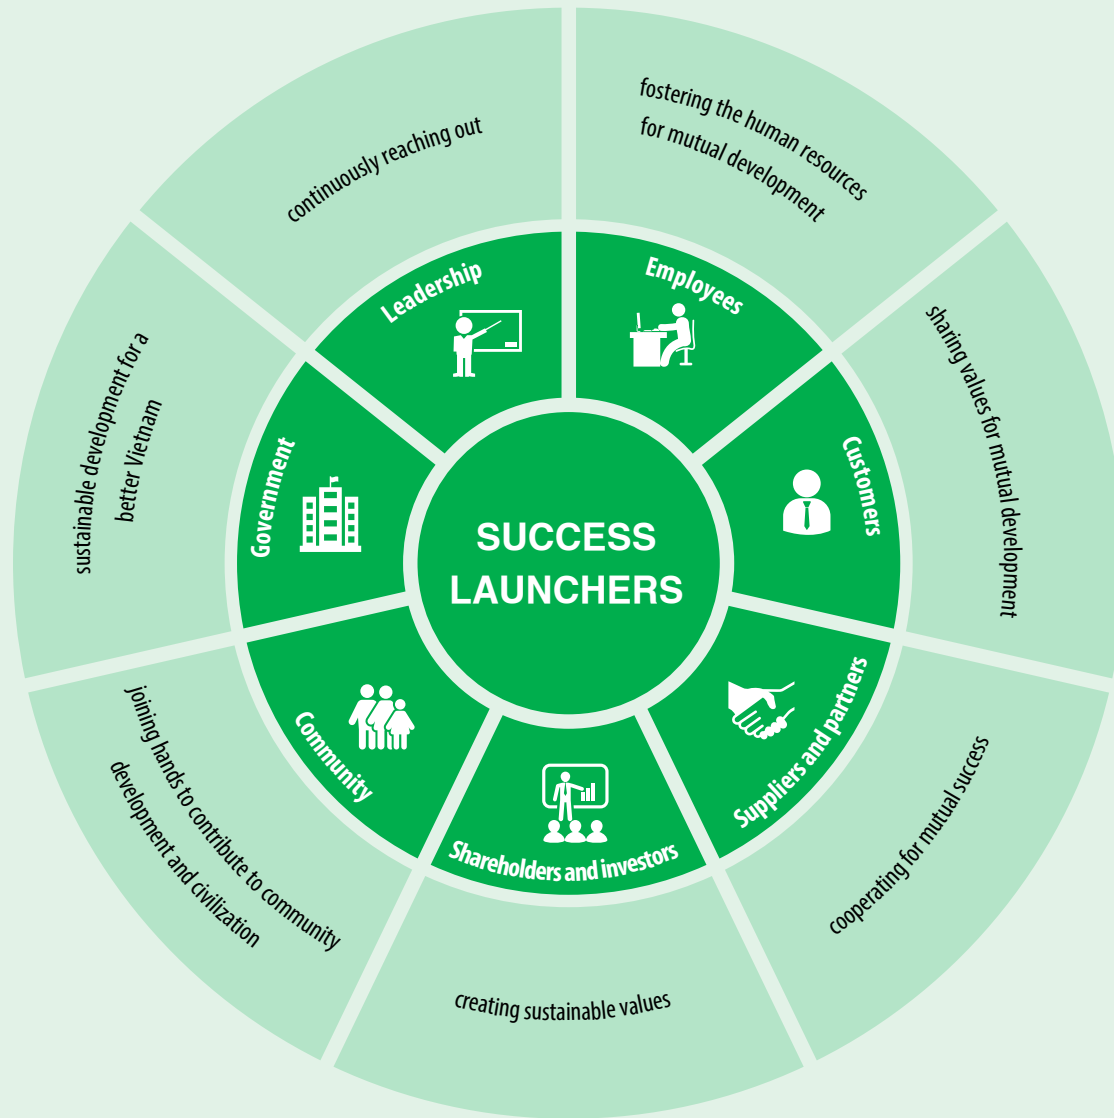 SUCCESS
LAUNCHERS
Leadership
continuously reaching out
Employees
fostering the human resources
for mutual development
Customers
sharing values for mutual development
Suppliers and partners
cooperating for mutual success
Shareholders and investors
creating sustainable values
Community
joining hands to contribute to community
development and civilization
Government
sustainable development for a
better Vietnam